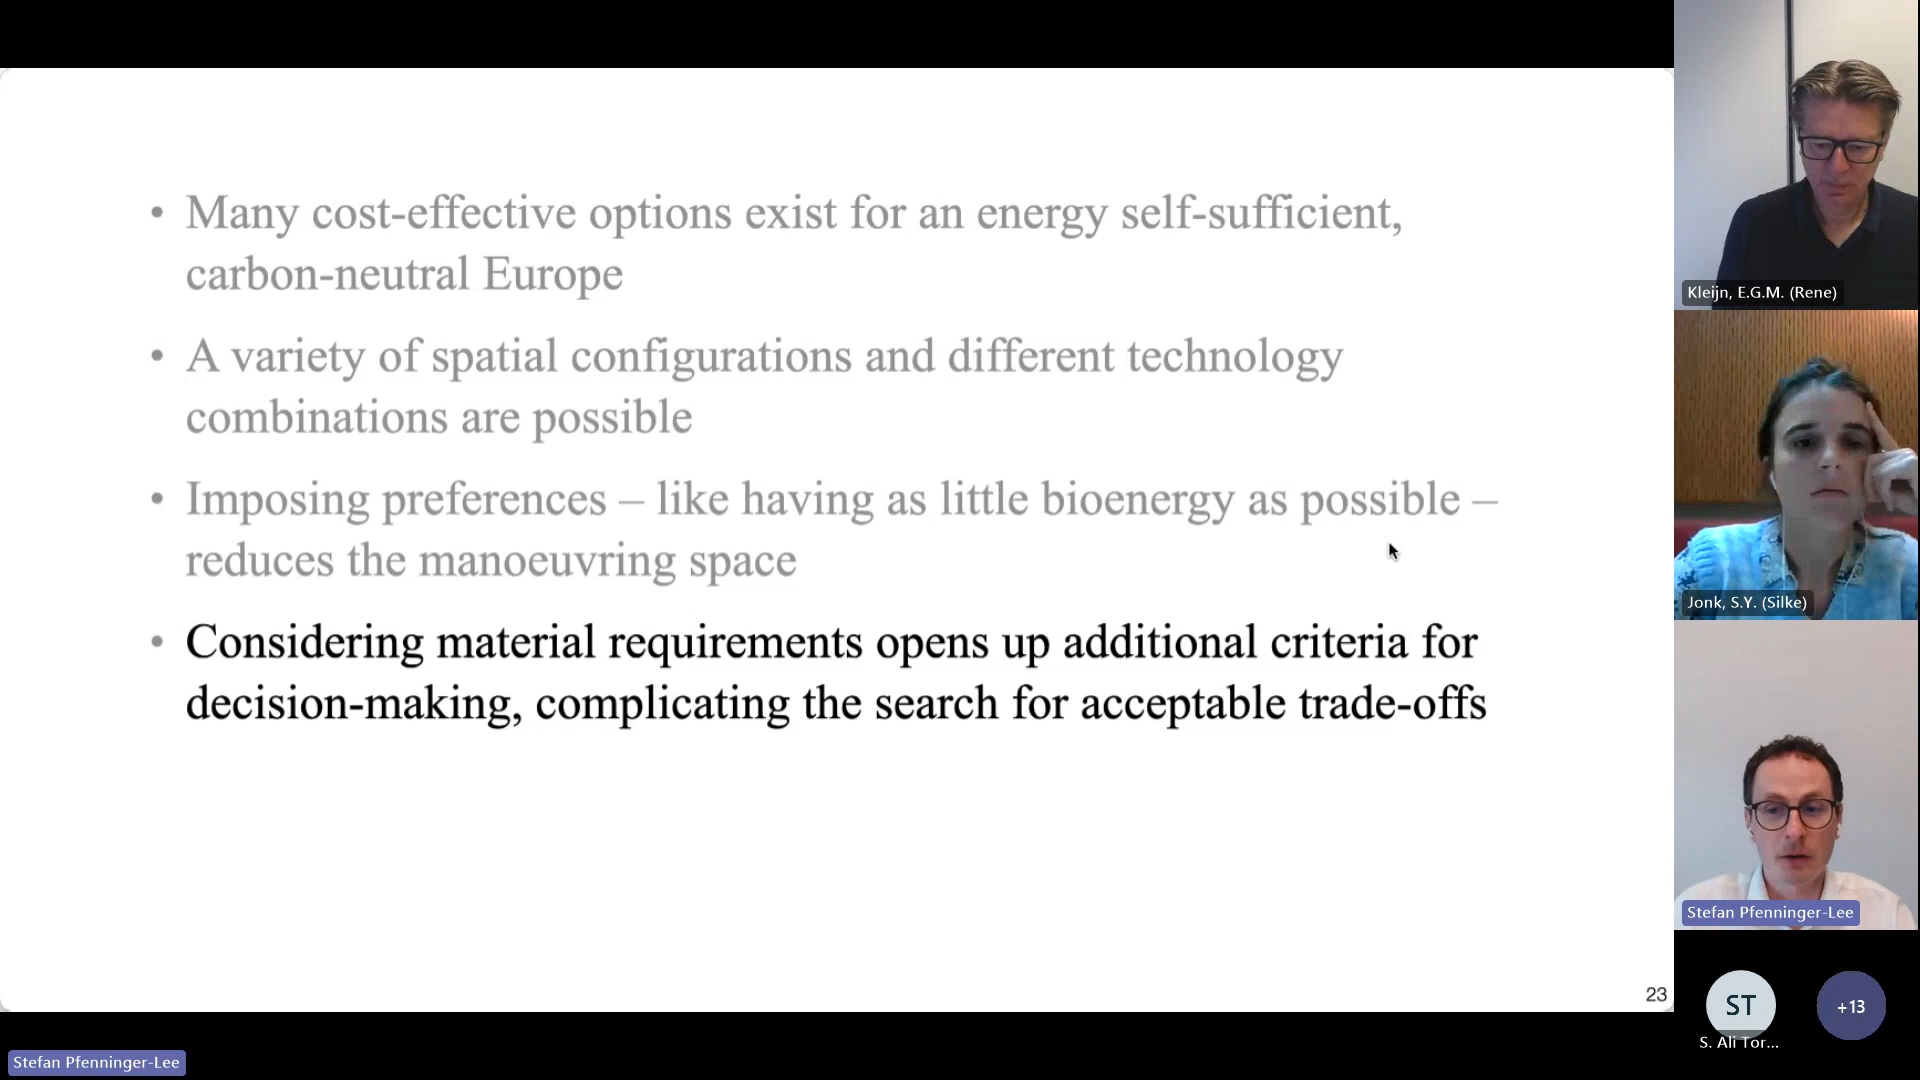 • Many cost-effective options exist for an energy self-sufficient,
carbon-neutral Europe
• A variety of spatial configurations and different technology
combinations are possible
• Imposing preferences – like having as little bioenergy as possible –
reduces the manoeuvring space
• Considering material requirements opens up additional criteria for
decision-making, complicating the search for acceptable trade-offs
23
Stefan Pfenninger-Lee
Kleijn, E.G.M. (Rene)
Jonk, S.Y. (Silke)
Stefan Pfenninger-Lee
ST
S. Ali Tor...
+13